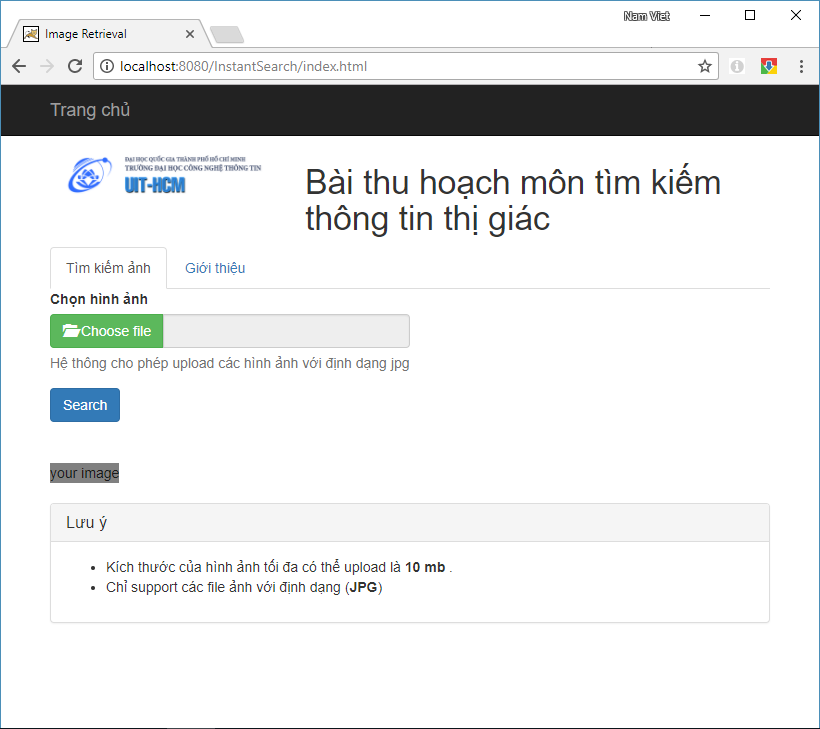 Nam Viet
Image Retrieval
localhost:8080/InstantSearch/index.html
Trang chủ
ĐẠI HỌC QUỐC GIA THÀNH PHỐ HỒ CHÍ MINH
TRƯỜNG ĐẠI HỌC CÔNG NGHỆ THÔNG TIN
UIT-HCM
Bài thu hoạch môn tìm kiếm
thông tin thị giác
Tìm kiếm ảnh Giới thiệu
Chọn hình ảnh
Choose file
Hệ thông cho phép upload các hình ảnh với định dạng jpg
Search
your image
Lưu ý
Kích thước của hình ảnh tối đa có thể upload là 10 mb .
Chỉ support các file ảnh với định dạng (JPG)